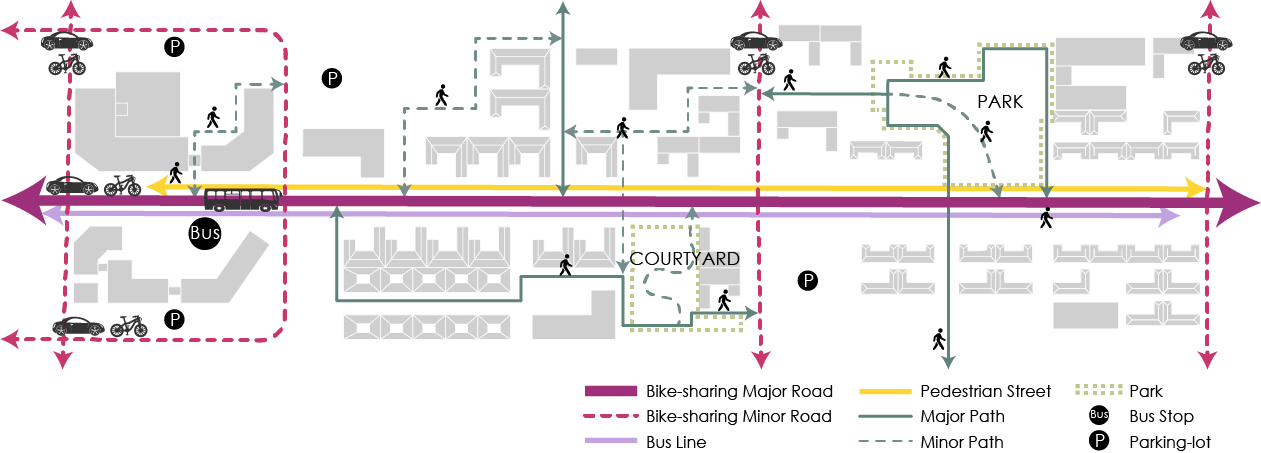 P
P
PARK
Bus
COURTYARD
P
P
Bike-sharing Major Road
Pedestrian Street
Park
Bike-sharing Minor Road
Major Path
Bus
Bus Stop
Bus Line
Minor Path
P
Parking-lot